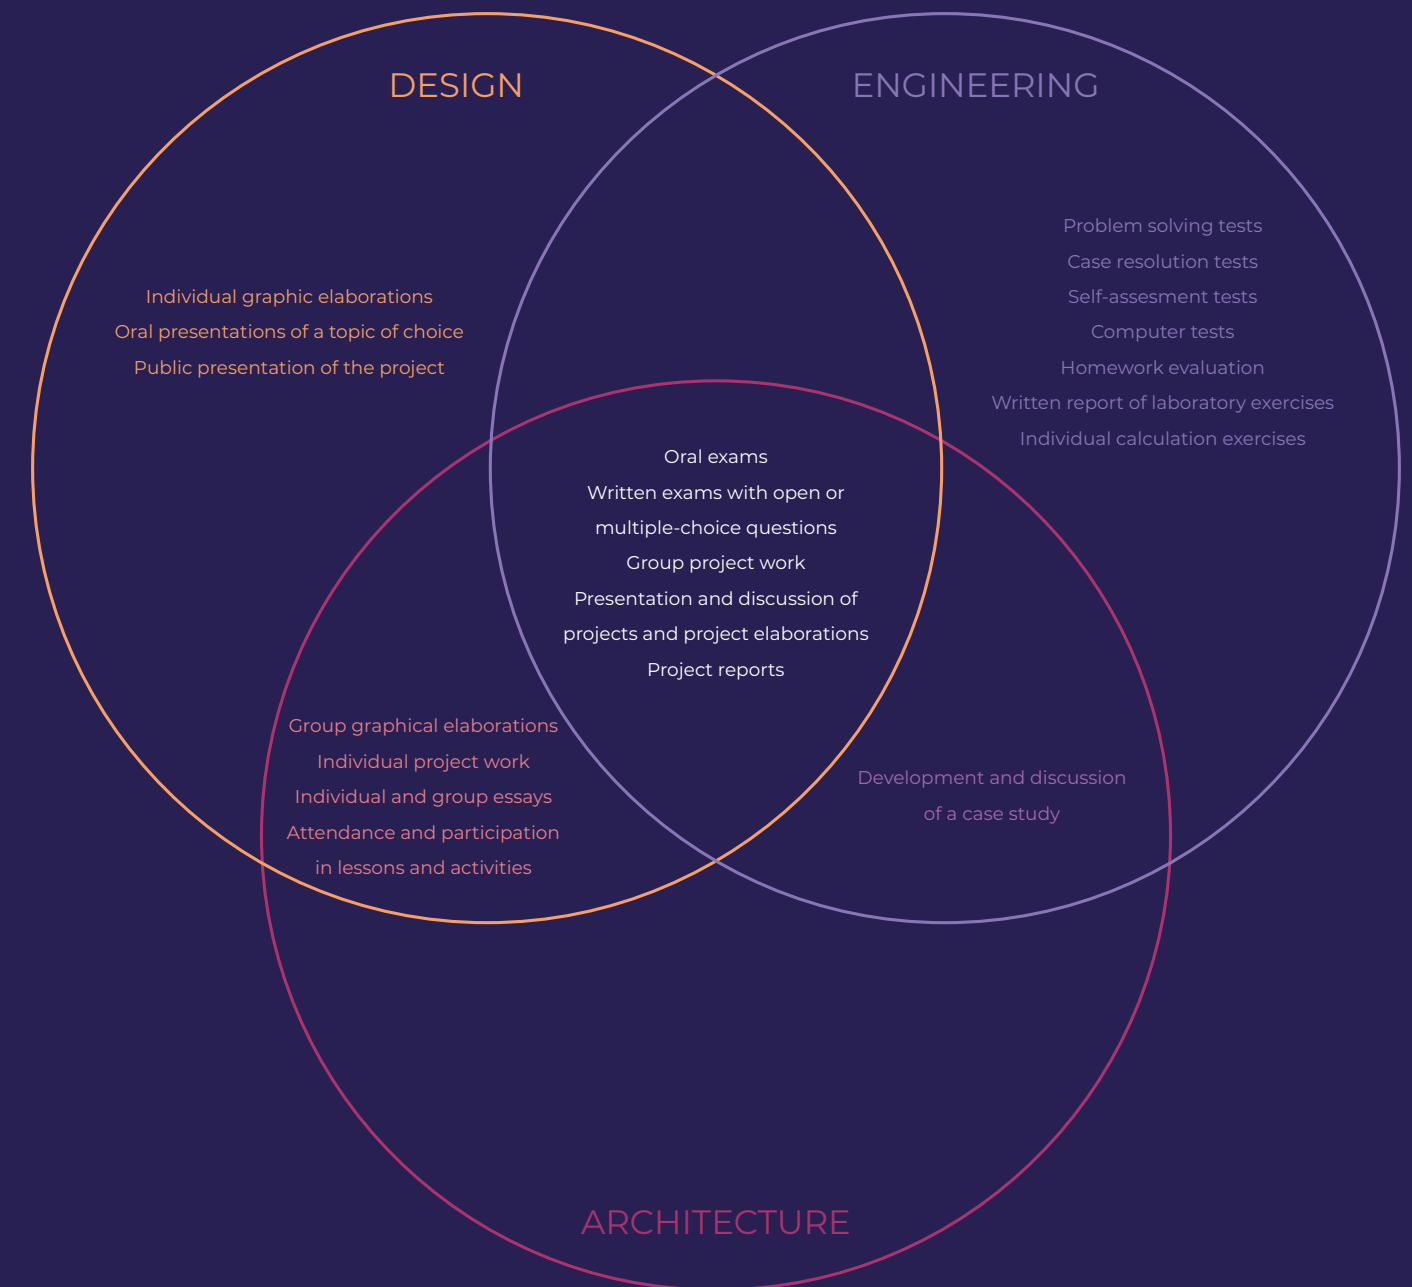 DESIGN
ENGINEERING
Individual graphic elaborations
Oral presentations of a topic of choice
Public presentation of the project
Problem solving tests
Case resolution tests
Self-assesment tests
Computer tests
Homework evaluation
Written report of laboratory exercises
Individual calculation exercises
Oral exams
Written exams with open or
multiple-choice questions
Group project work
Presentation and discussion of
projects and project elaborations
Project reports
Group graphical elaborations
Individual project work
Individual and group essays
Attendance and participation
in lessons and activities
Development and discussion
of a case study
ARCHITECTURE